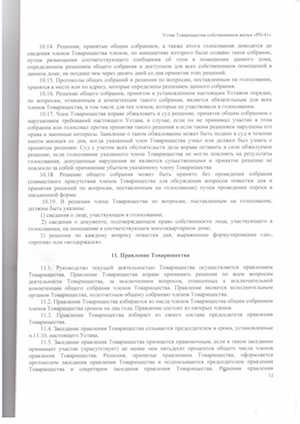 Устав Товарищества собственников жилья «РИ-41»
10.14. Решения, принятые общим собранием, а также итоги голосования доводятся до
сведения Товарищества членом, по инициативе которого было созвано такое собрание,
путем размещения соответствующего сообщения об этом в помещении данного дома,
определенном решением общего собрания и доступном для всех собственников помещений в
данном доме, не позднее чем через десять дней со дня принятия этих решений.
10.15. Протоколы общих собраний и решения по вопросам, поставленным на голосование,
хранятся в месте или по адресу, которые определены решением данного собрания.
10.16. Решение общего собрания, принятое в установленном настоящим Уставом порядке,
по вопросам, отнесенным к компетенции такого собрания, является обязательным для всех
членов Товарищества, в том числе для тех членов, которые не участвовали в голосовании.
10.17. Член Товарищества вправе обжаловать в суд решение, принятое общим собранием с
нарушением требований настоящего Устава, в случае, если он не принимал участие в этом
собрании или голосовал против принятия такого решения и если таким решением нарушены его
права и законные интересы. Заявление о таком обжаловании может быть подано в суд в течение
шести месяцев со дня, когда указанный член Товарищества узнал или должен был узнать о
принятом решении. Суд с учетом всех обстоятельств дела вправе оставить в силе обжалуемое
решение, если голосование указанного члена Товарищества не могло повлиять на результаты
голосования, допущенные нарушения не являются существенными и принятое решение не
повлекло за собой причинение убытков указанному члену Товарищества.
10.18. Решение общего собрания может быть принято без проведения собрания
(совместного присутствия членов Товарищества для обсуждения вопросов повестки дня и
принятия решений по вопросам, поставленным на голосование) путем проведения опроса в
письменной форме.
10.19. В решении члена Товарищества по вопросам, поставленным на голосование,
должны быть указаны:
1) сведения о лице, участвующем в голосовании;
2) сведения о документе, подтверждающем право собственности лица, участвующего в
голосовании, на помещение в соответствующем многоквартирном доме;
3) решение по каждому вопросу повестки дня, выраженные формулировками «за»,
«против» или «воздержался».
11. Правление Товарищества
11.1. Руководство текущей деятельностью Товарищества осуществляется правлением
Товарищества. Правление Товарищества вправе принимать решения по всем вопросам
деятельности Товарищества, за исключением вопросов, отнесенных к исключительной
компетенции общего собрания членов Товарищества. Правление является исполнительным
органом Товарищества, подотчетным общему собранию членов Товарищества.
11.2. Правление Товарищества избирается из числа членов Товарищества общим собранием
членов Товарищества сроком на два года. Правление состоит из пятерых членов.
11.3. Правление Товарищества избирает из своего состава председателя правления
Товарищества.
11.4. Заседание правления Товарищества созывается председателем в сроки, установленные
п.11.10. настоящего Устава.
11.5. Заседание правления Товарищества признается правомочным, если в таком заседании
принимает участие (присутствует) не менее чем пятьдесят процентов общего числа членов
правления Товарищества. Решения, принятые правлением Товарищества, оформляются
протоколом заседания правления Товарищества и подписываются председателем правления
Товарищества и секретарем заседания правления Товарищества. Решения правления
12